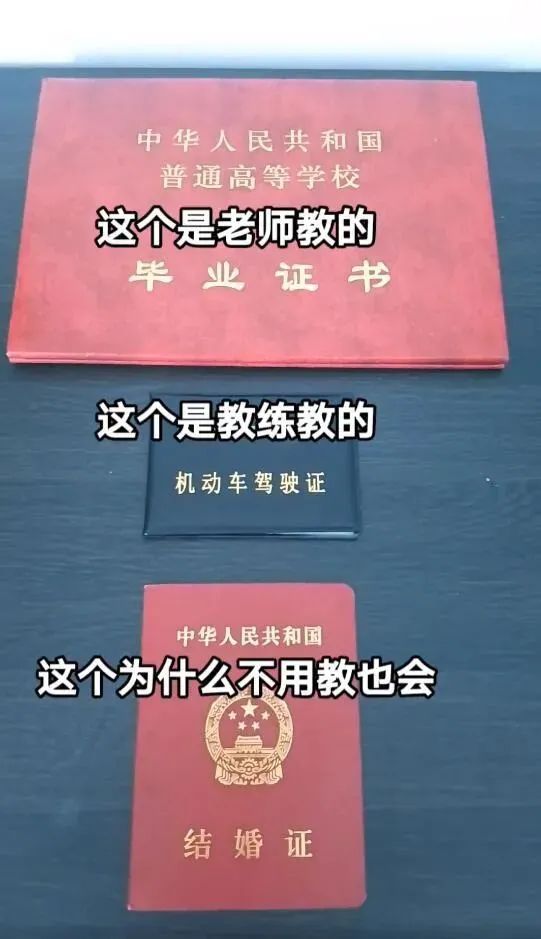 中华人民共和国
普通高等学校
这个是老师教的
毕业证书
这个是教练教的
机动车驾驶证
中华人民共和国
这个为什么不用教也会
结婚证